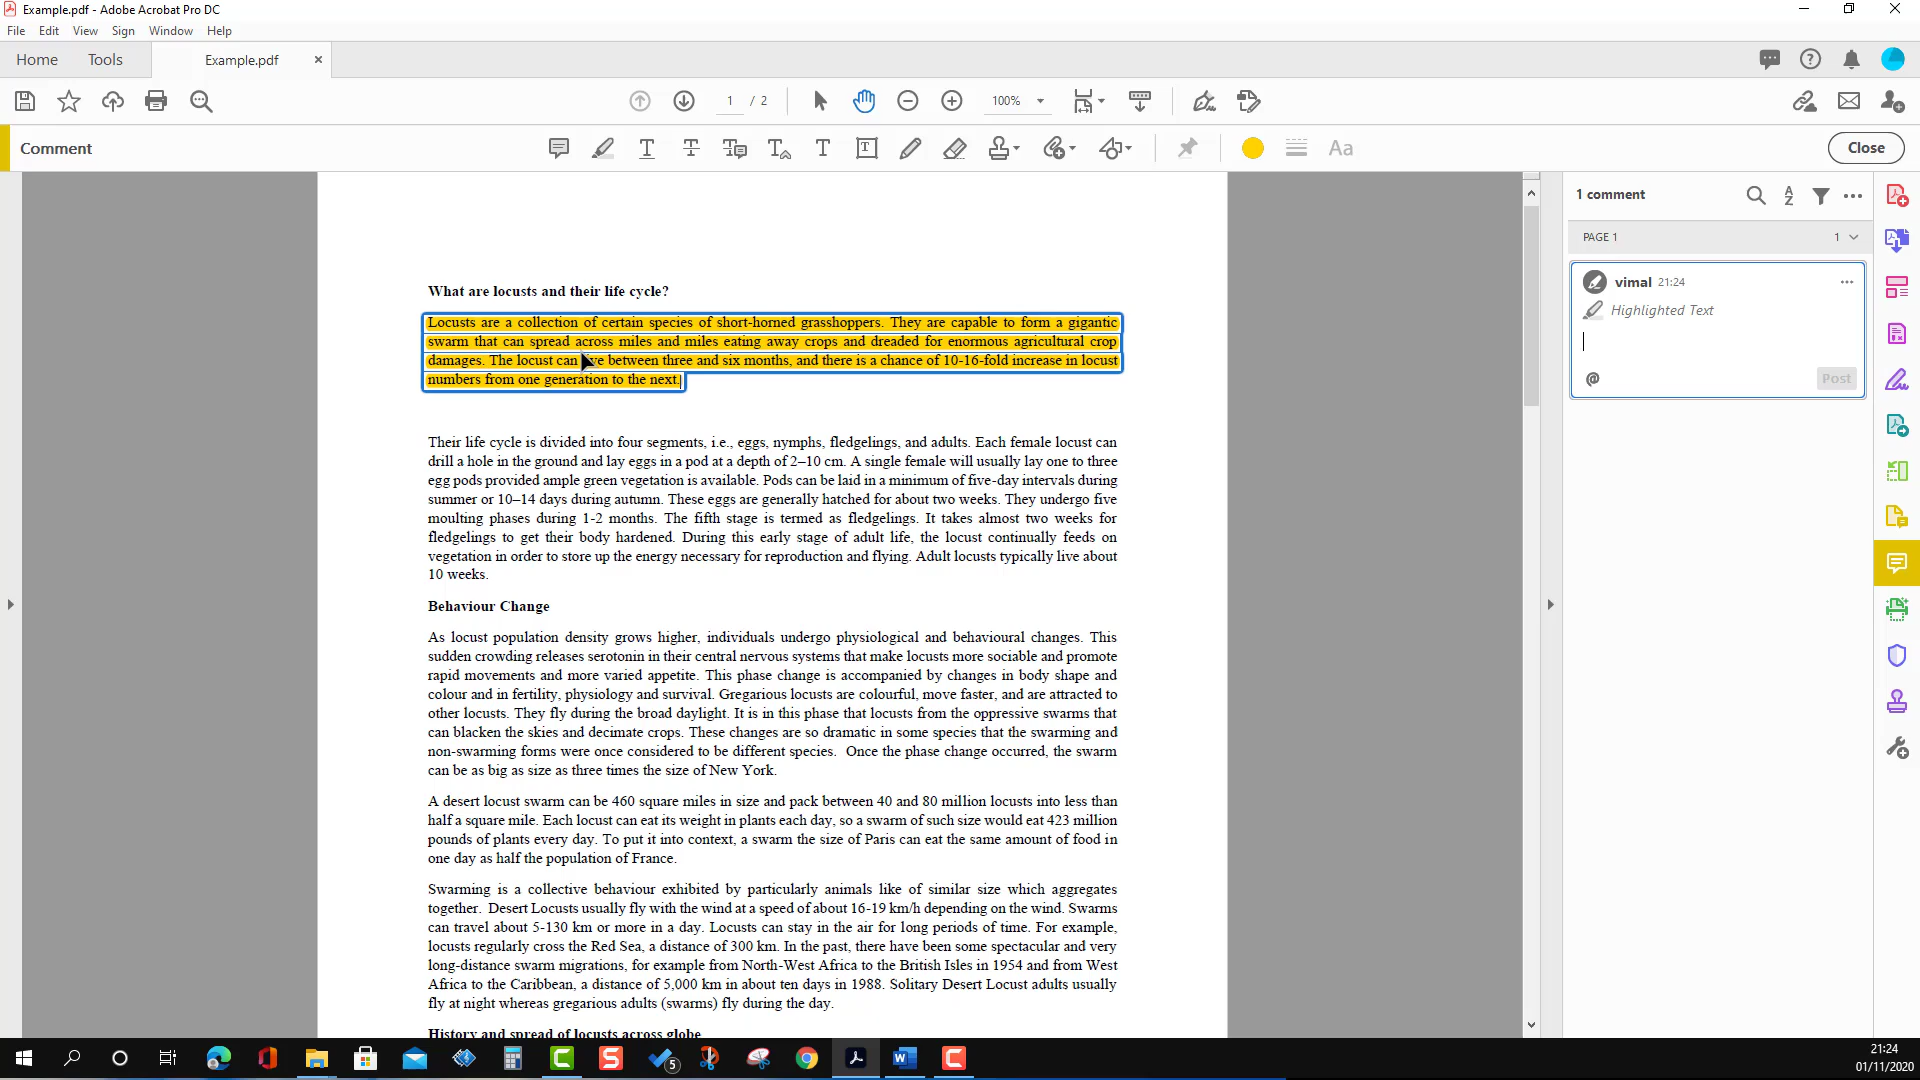 Example.pdf - Adobe Acrobat Pro DC
File Edit View Sign Window Help
Home Tools Example.pdf
1 / 2 100%
Comment
Aa
Close
1 comment
PAGE 1 1
vimal 21:24
Highlighted Text
@ Post
What are locusts and their life cycle?
Locusts are a collection of certain species of short-horned grasshoppers. They are capable to form a gigantic
swarm that can spread across miles and miles eating away crops and dreaded for enormous agricultural crop
damages. The locust can live between three and six months, and there is a chance of 10-16-fold increase in locust
numbers from one generation to the next.
Their life cycle is divided into four segments, i.e., eggs, nymphs, fledgelings, and adults. Each female locust can
drill a hole in the ground and lay eggs in a pod at a depth of 2–10 cm. A single female will usually lay one to three
egg pods provided ample green vegetation is available. Pods can be laid in a minimum of five-day intervals during
summer or 10–14 days during autumn. These eggs are generally hatched for about two weeks. They undergo five
moulting phases during 1-2 months. The fifth stage is termed as fledgelings. It takes almost two weeks for
fledgelings to get their body hardened. During this early stage of adult life, the locust continually feeds on
vegetation in order to store up the energy necessary for reproduction and flying. Adult locusts typically live about
10 weeks.
Behaviour Change
As locust population density grows higher, individuals undergo physiological and behavioural changes. This
sudden crowding releases serotonin in their central nervous systems that make locusts more sociable and promote
rapid movements and more varied appetite. This phase change is accompanied by changes in body shape and
colour and in fertility, physiology and survival. Gregarious locusts are colourful, move faster, and are attracted to
other locusts. They fly during the broad daylight. It is in this phase that locusts from the oppressive swarms that
can blacken the skies and decimate crops. These changes are so dramatic in some species that the swarming and
non-swarming forms were once considered to be different species. Once the phase change occurred, the swarm
can be as big as size as three times the size of New York.
A desert locust swarm can be 460 square miles in size and pack between 40 and 80 million locusts into less than
half a square mile. Each locust can eat its weight in plants each day, so a swarm of such size would eat 423 million
pounds of plants every day. To put it into context, a swarm the size of Paris can eat the same amount of food in
one day as half the population of France.
Swarming is a collective behaviour exhibited by particularly animals like of similar size which aggregates
together. Desert Locusts usually fly with the wind at a speed of about 16-19 km/h depending on the wind. Swarms
can travel about 5-130 km or more in a day. Locusts can stay in the air for long periods of time. For example,
locusts regularly cross the Red Sea, a distance of 300 km. In the past, there have been some spectacular and very
long-distance swarm migrations, for example from North-West Africa to the British Isles in 1954 and from West
Africa to the Caribbean, a distance of 5,000 km in about ten days in 1988. Solitary Desert Locust adults usually
fly at night whereas gregarious adults (swarms) fly during the day.
History and spread of locusts across globe
5
21:24
01/11/2020